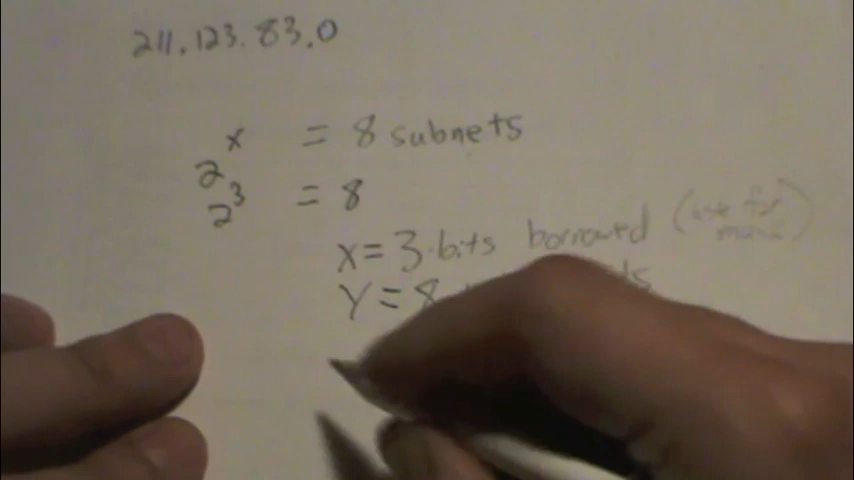 211.123.83.0
2^x = 8 subnets
2^3 = 8
x = 3 bits borrowed
Y = 8